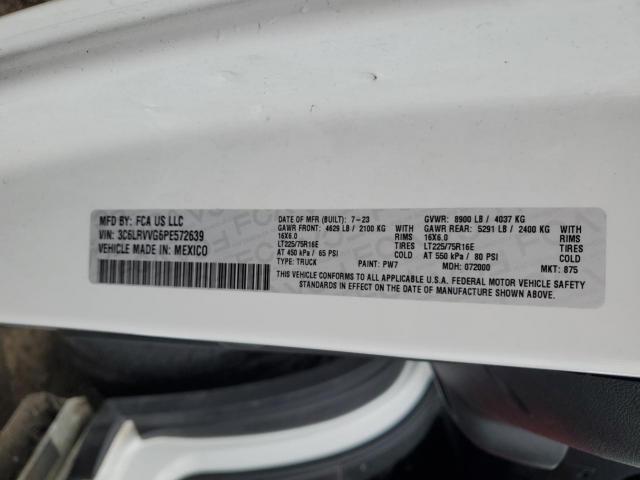 MFD BY: FCA US LLC
VIN: 3C6LRVVG6PE572639
VEHICLE MADE IN: MEXICO
DATE OF MFR (BUILT): 7-23 GVWR: 8900 LB / 4037 KG
GAWR FRONT: 4629 LB / 2100 KG WITH GAWR REAR: 5291 LB / 2400 KG WITH
16X6.0 RIMS 16X6.0 RIMS
LT225/75R16E TIRES LT225/75R16E TIRES
AT 450 kPa / 65 PSI COLD AT 550 kPa / 80 PSI COLD
TYPE: TRUCK PAINT: PW7 MDH: 072000 MKT: 875
THIS VEHICLE CONFORMS TO ALL APPLICABLE U.S.A. FEDERAL MOTOR VEHICLE SAFETY
STANDARDS IN EFFECT ON THE DATE OF MANUFACTURE SHOWN ABOVE.